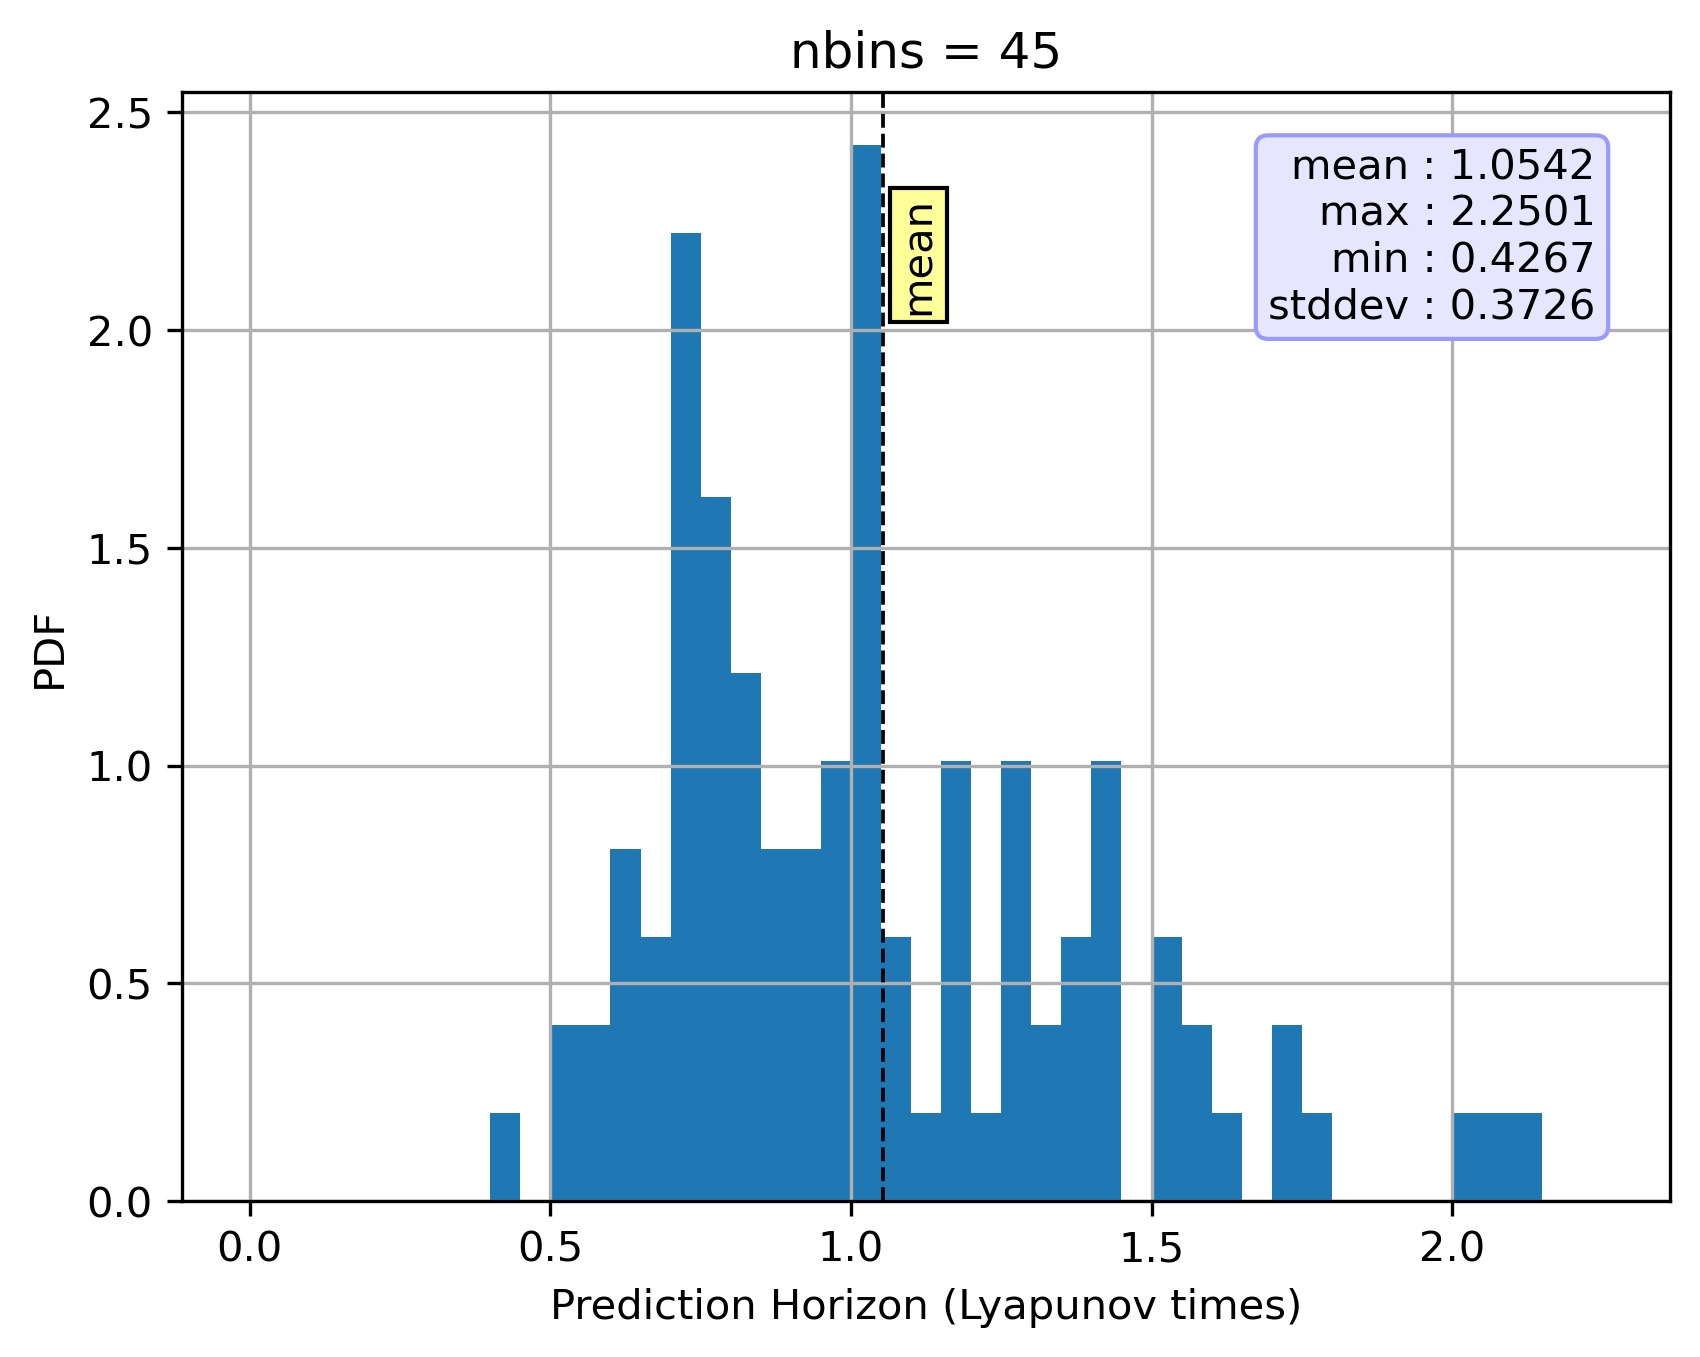 nbins = 45
2.5
2.0
1.5
1.0
0.5
0.0
PDF
mean
mean : 1.0542
max : 2.2501
min : 0.4267
stddev : 0.3726
0.0 0.5 1.0 1.5 2.0
Prediction Horizon (Lyapunov times)